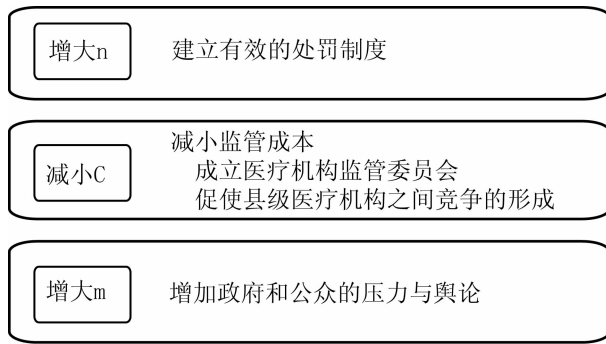 增大n
建立有效的处罚制度
减小C
减小监管成本
成立医疗机构监管委员会
促使县级医疗机构之间竞争的形成
增大m
增加政府和公众的压力与舆论